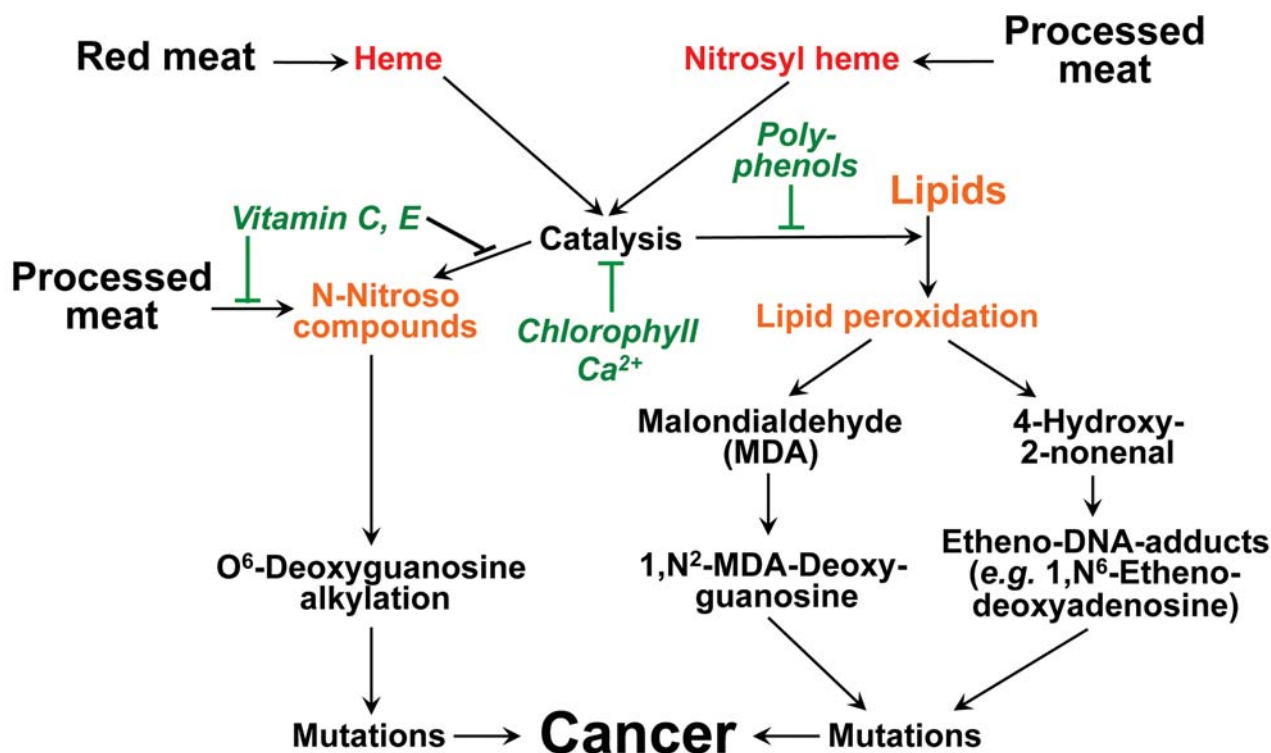 Red meat
Heme
Nitrosyl heme
Processed
meat
Poly-
phenols
Lipids
Vitamin C, E
Catalysis
Processed
meat
N-Nitroso
compounds
Chlorophyll
Ca²⁺
Lipid peroxidation
Malondialdehyde
(MDA)
4-Hydroxy-
2-nonenal
O⁶-Deoxyguanosine
alkylation
1,N²-MDA-Deoxy-
guanosine
Etheno-DNA-adducts
(e.g. 1,N⁶-Etheno-
deoxyadenosine)
Mutations
Cancer
Mutations